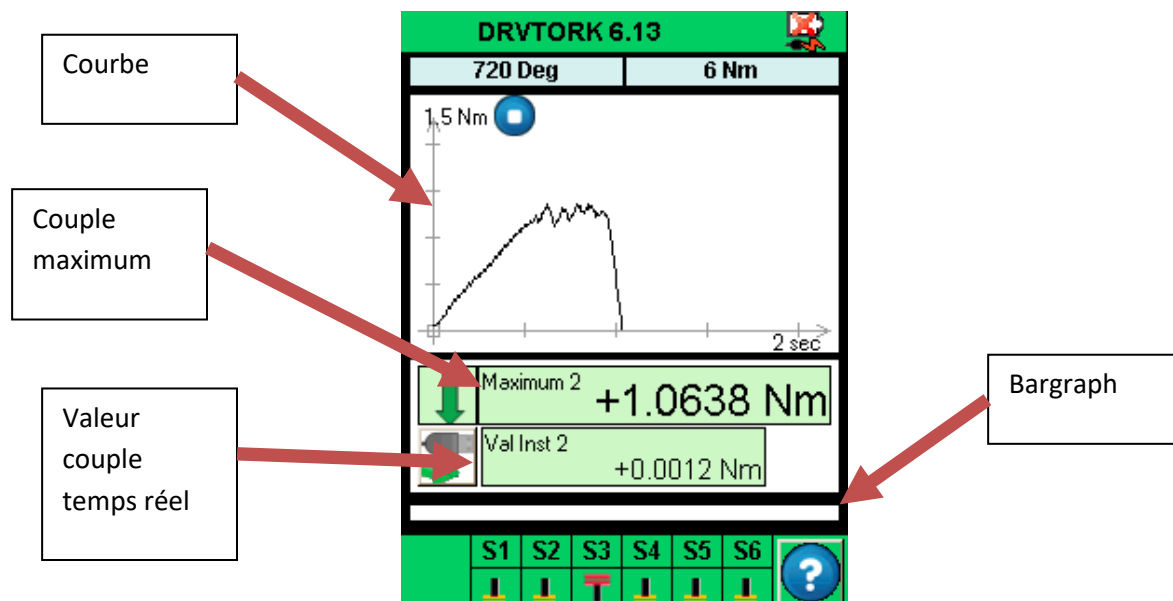 DRVTORK 6.13
720 Deg 6 Nm
Courbe
1.5 Nm
Couple
maximum
2 sec
Maximum 2
+1.0638 Nm
Valeur
couple
temps réel
Val Inst 2
+0.0012 Nm
Bargraph
S1 S2 S3 S4 S5 S6
?